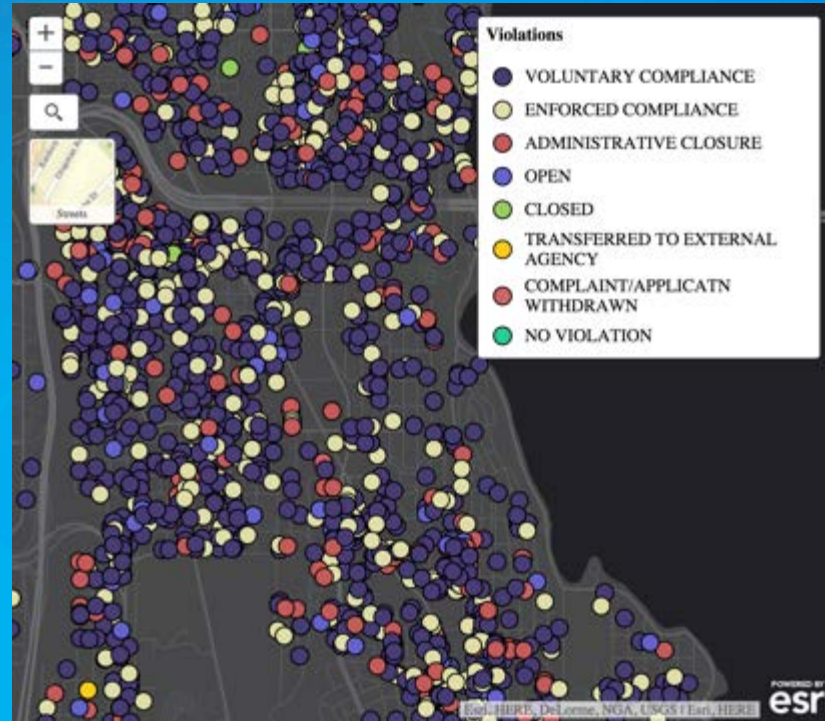 +
−
Streets
Violations
VOLUNTARY COMPLIANCE
ENFORCED COMPLIANCE
ADMINISTRATIVE CLOSURE
OPEN
CLOSED
TRANSFERRED TO EXTERNAL
AGENCY
COMPLAINT/APPLICATN
WITHDRAWN
NO VIOLATION
POWERED BY
esr
Esri, HERE, DeLorme, NGA, USGS | Esri, HERE